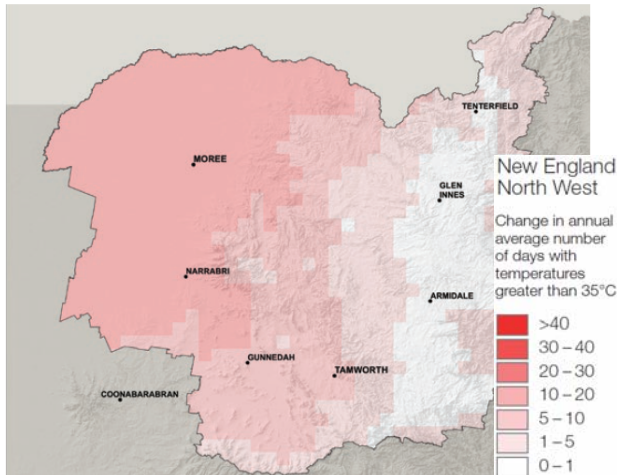 TENTERFIELD
MOREE
GLEN
INNES
NARRABRI
ARMIDALE
GUNNEDAH
TAMWORTH
COONABARABRAN
New England
North West
Change in annual
average number
of days with
temperatures
greater than 35°C
>40
30 – 40
20 – 30
10 – 20
5 – 10
1 – 5
0 – 1